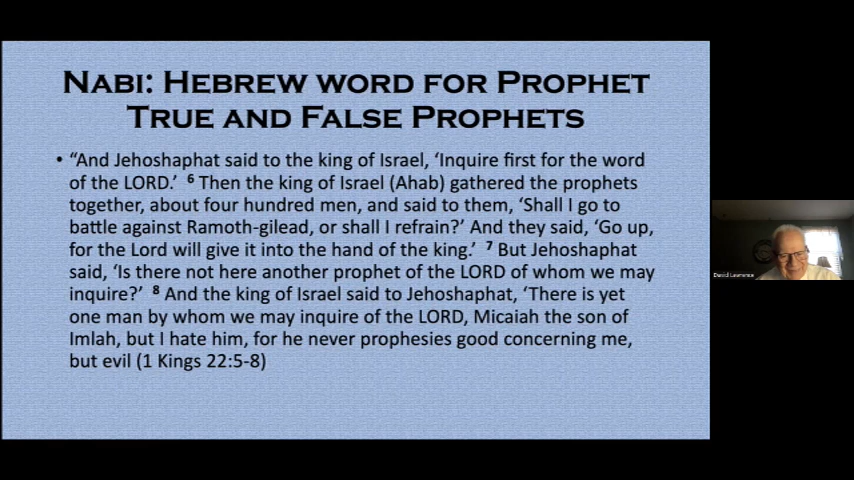 NABI: HEBREW WORD FOR PROPHET
TRUE AND FALSE PROPHETS
• “And Jehoshaphat said to the king of Israel, ‘Inquire first for the word
of the LORD.’ 6 Then the king of Israel (Ahab) gathered the prophets
together, about four hundred men, and said to them, ‘Shall I go to
battle against Ramoth-gilead, or shall I refrain?’ And they said, ‘Go up,
for the Lord will give it into the hand of the king.’ 7 But Jehoshaphat
said, ‘Is there not here another prophet of the LORD of whom we may
inquire?’ 8 And the king of Israel said to Jehoshaphat, ‘There is yet
one man by whom we may inquire of the LORD, Micaiah the son of
Imlah, but I hate him, for he never prophesies good concerning me,
but evil (1 Kings 22:5-8)
David Lawrence